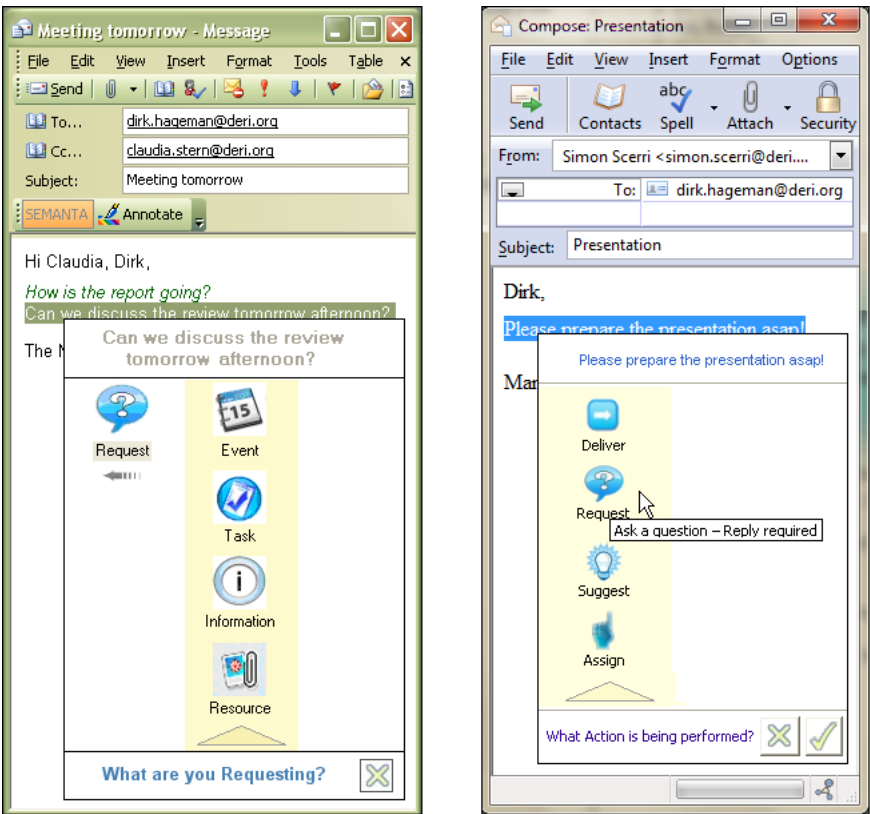 Meeting tomorrow - Message
File Edit View Insert Format Tools Table
Send
To... dirk.hageman@deri.org
Cc... claudia.stern@deri.org
Subject: Meeting tomorrow
SEMANTA Annotate
Hi Claudia, Dirk,
How is the report going?
Can we discuss the review tomorrow afternoon?
The
Can we discuss the review
tomorrow afternoon?
15
Request
Event
Task
Information
Resource
What are you Requesting?
Compose: Presentation
File Edit View Insert Format Options
abc
Send Contacts Spell Attach Security
From: Simon Scerri <simon.scerri@deri....
To: dirk.hageman@deri.org
Subject: Presentation
Dirk,
Please prepare the presentation asap!
Please prepare the presentation asap!
Mar
Deliver
Request
Ask a question – Reply required
Suggest
Assign
What Action is being performed?